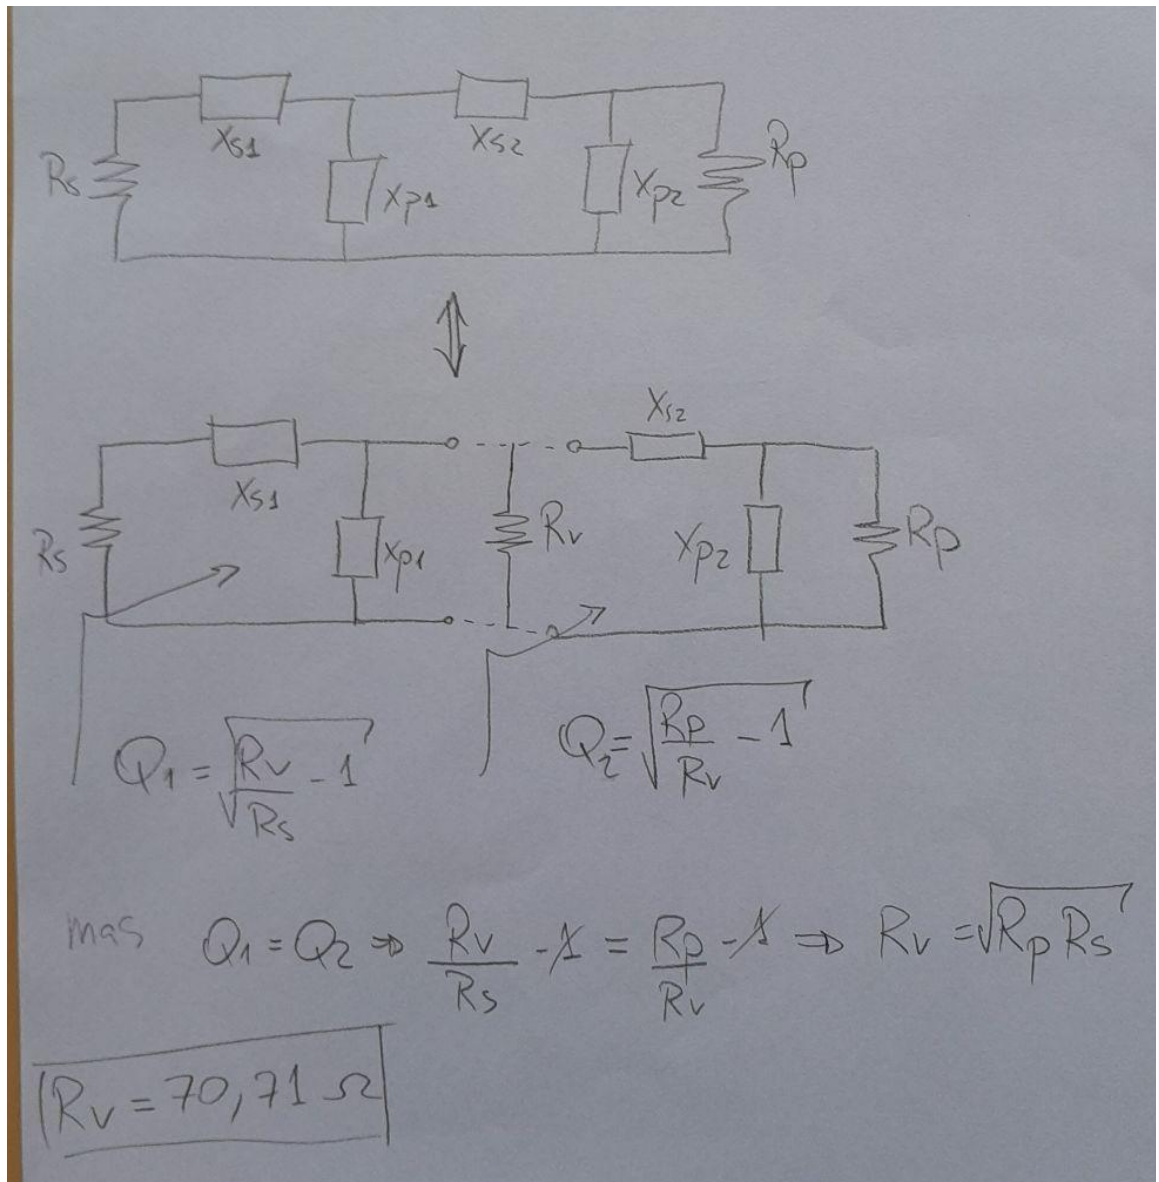 Rs Xs1 Xp1 Xs2 Xp2 Rp
⇕
Rs Xs1 Xp1 Rv Xs2 Xp2 Rp
Q1 = √(Rv/Rs - 1) Q2 = √(Rp/Rv - 1)
mas Q1 = Q2 ⇒ Rv/Rs - 1 = Rp/Rv - 1 ⇒ Rv = √(Rp Rs)
Rv = 70,71 Ω